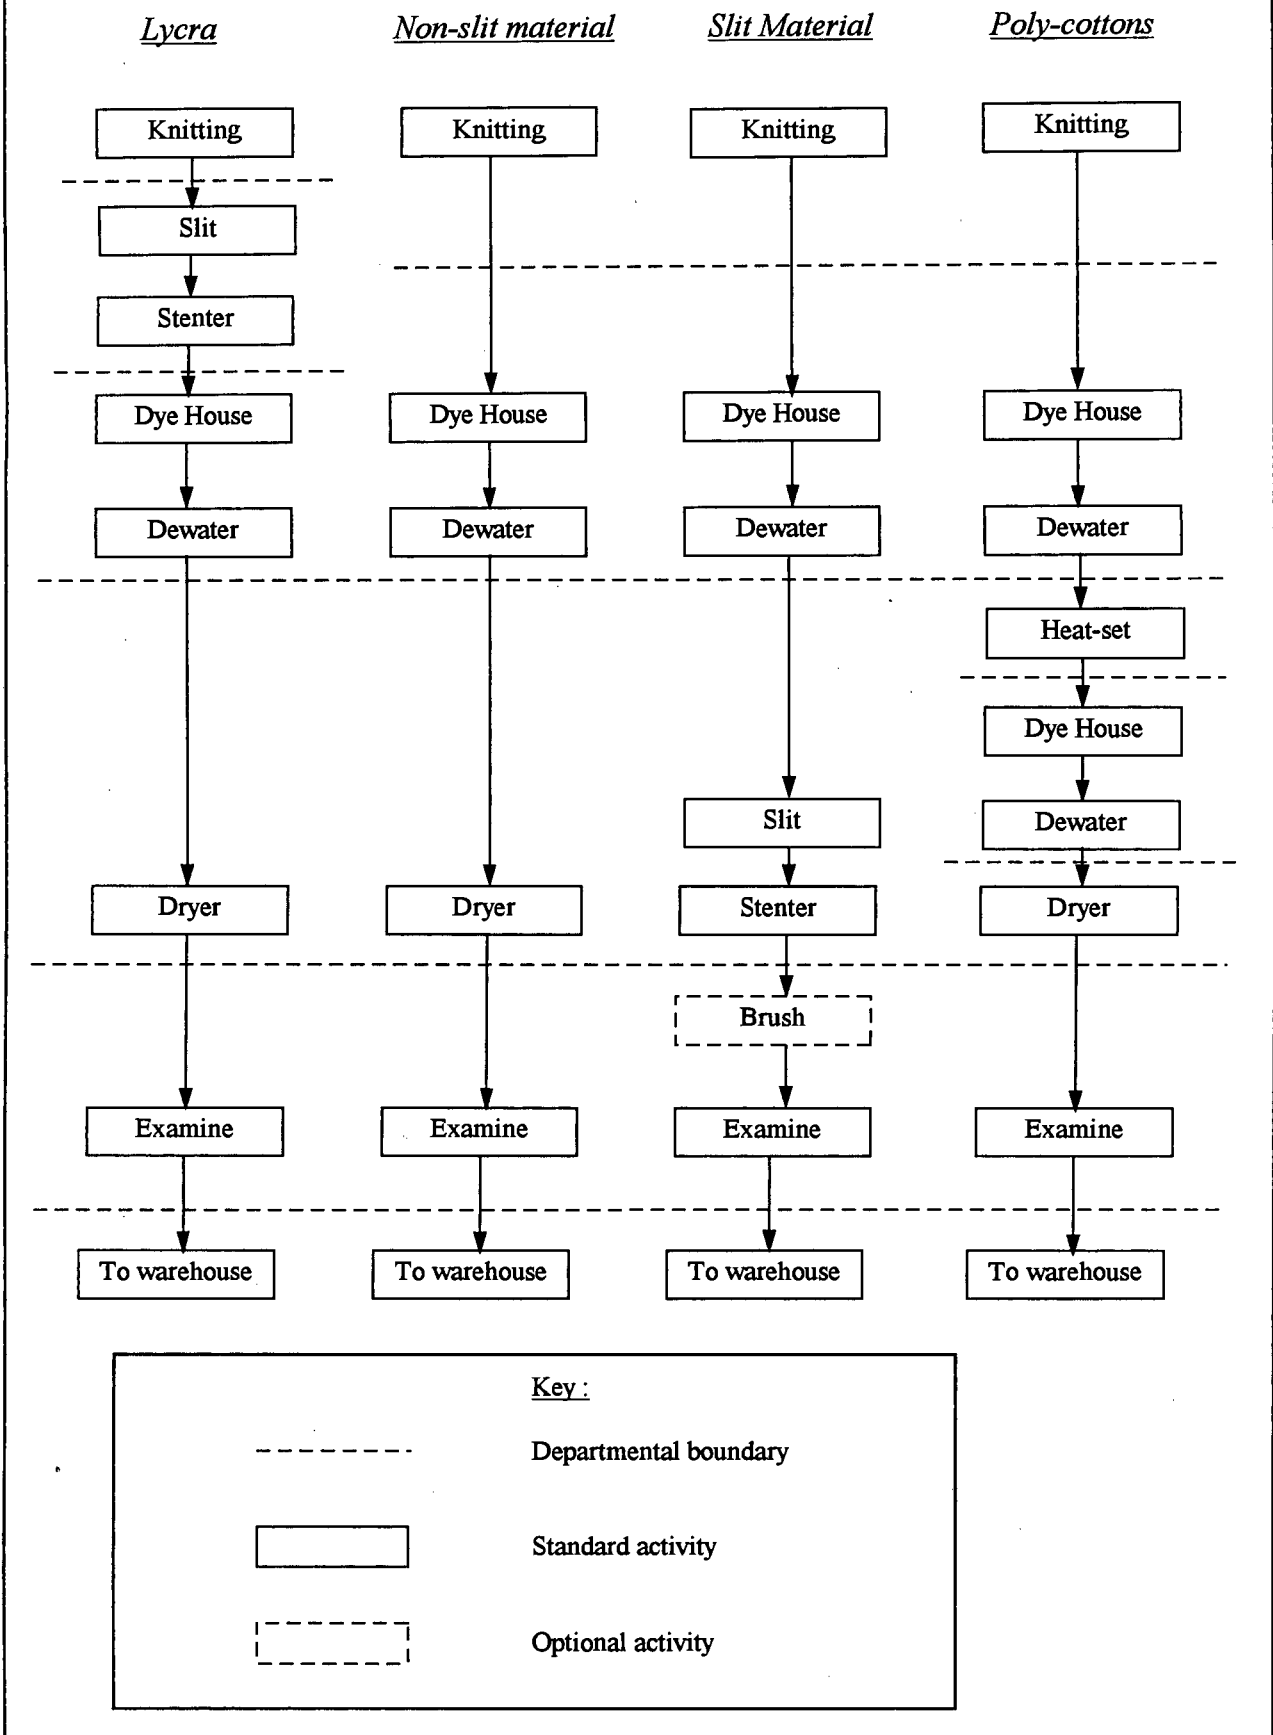 Lycra Non-slit material Slit Material Poly-cottons
Knitting Knitting Knitting Knitting
Slit
Stenter
Dye House Dye House Dye House Dye House
Dewater Dewater Dewater Dewater
Heat-set
Dye House
Slit Dewater
Dryer Dryer Stenter Dryer
Brush
Examine Examine Examine Examine
To warehouse To warehouse To warehouse To warehouse
Key :
Departmental boundary
Standard activity
Optional activity